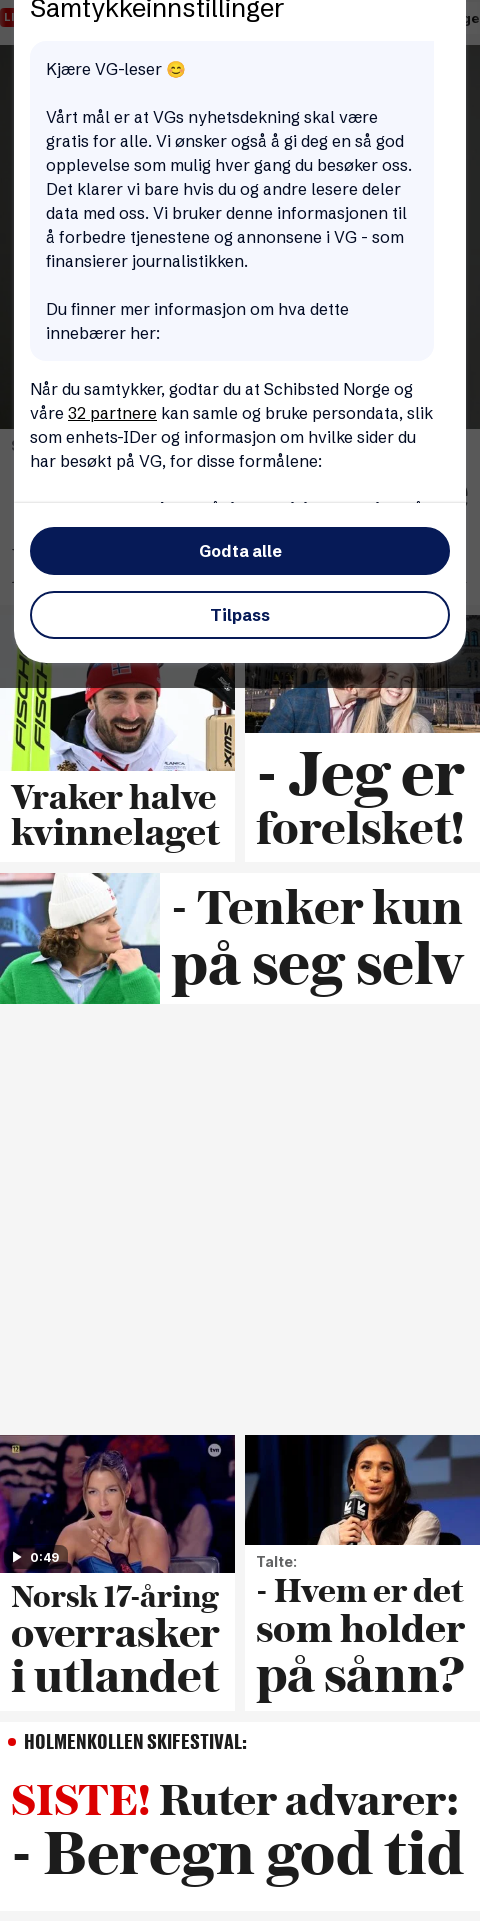 Samtykkeinnstillinger
Kjære VG-leser 😊
Vårt mål er at VGs nyhetsdekning skal være
gratis for alle. Vi ønsker også å gi deg en så god
opplevelse som mulig hver gang du besøker oss.
Det klarer vi bare hvis du og andre lesere deler
data med oss. Vi bruker denne informasjonen til
å forbedre tjenestene og annonsene i VG - som
finansierer journalistikken.
Du finner mer informasjon om hva dette
innebærer her:
Når du samtykker, godtar du at Schibsted Norge og
våre 32 partnere kan samle og bruke persondata, slik
som enhets-IDer og informasjon om hvilke sider du
har besøkt på VG, for disse formålene:
Godta alle
Tilpass
FISCH
FISCH
SWIX
Vraker halve
kvinnelaget
- Jeg er
forelsket!
- Tenker kun
på seg selv
tvn
0:49
Norsk 17-åring
overrasker
i utlandet
Talte:
- Hvem er det
som holder
på sånn?
HOLMENKOLLEN SKIFESTIVAL:
SISTE! Ruter advarer:
- Beregn god tid